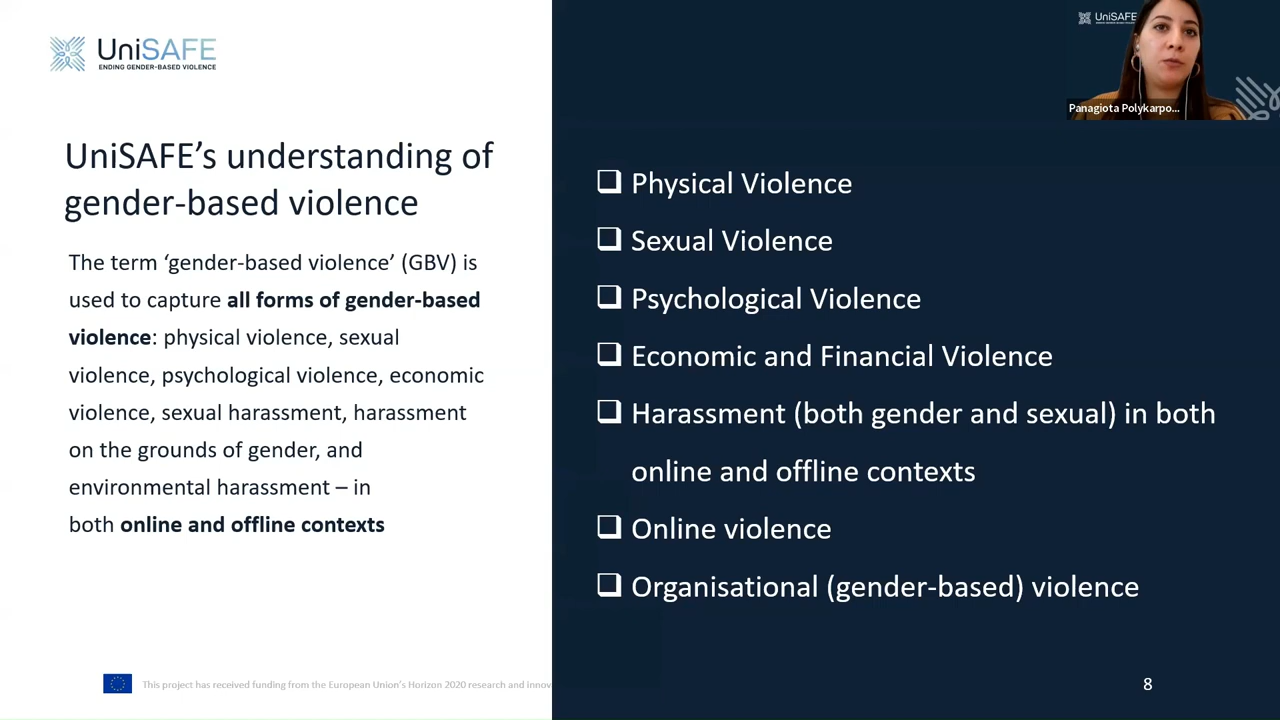 UniSAFE
ENDING GENDER-BASED VIOLENCE
UniSAFE’s understanding of
gender-based violence
The term ‘gender-based violence’ (GBV) is
used to capture all forms of gender-based
violence: physical violence, sexual
violence, psychological violence, economic
violence, sexual harassment, harassment
on the grounds of gender, and
environmental harassment – in
both online and offline contexts
This project has received funding from the European Union’s Horizon 2020 research and innov
UniSAFE
Panagiota Polykarpo...
Physical Violence
Sexual Violence
Psychological Violence
Economic and Financial Violence
Harassment (both gender and sexual) in both
online and offline contexts
Online violence
Organisational (gender-based) violence
8